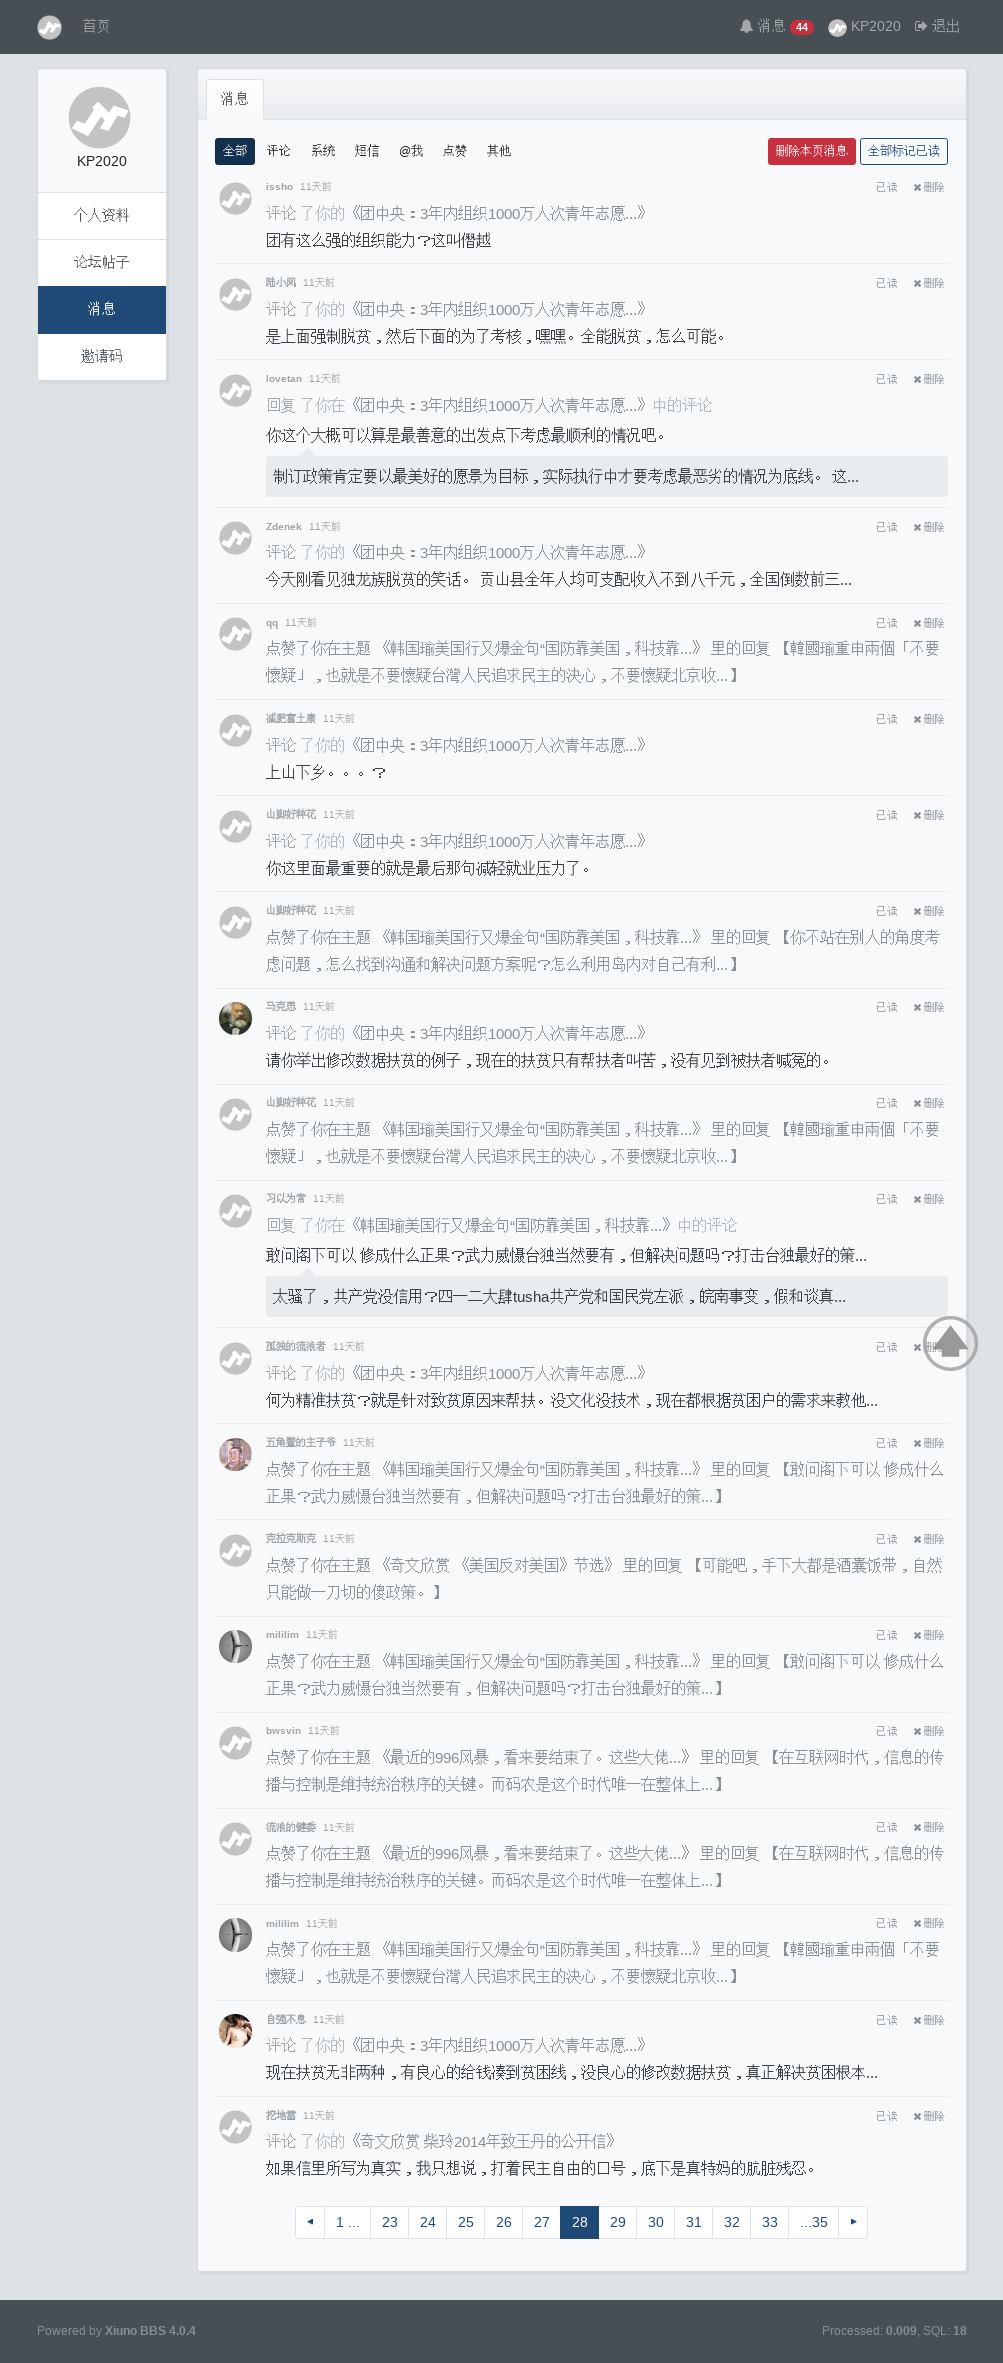 首页
消息 44 KP2020 退出
KP2020
个人资料
论坛帖子
消息
邀请码
消息
全部 评论 系统 短信 @我 点赞 其他 删除本页消息 全部标记已读
issho 11天前 已读 ✖删除
评论 了你的《团中央：3年内组织1000万人次青年志愿...》
团有这么强的组织能力？这叫僭越
陆小凤 11天前 已读 ✖删除
评论 了你的《团中央：3年内组织1000万人次青年志愿...》
是上面强制脱贫，然后下面的为了考核，嘿嘿。全能脱贫，怎么可能。
lovetan 11天前 已读 ✖删除
回复 了你在《团中央：3年内组织1000万人次青年志愿...》中的评论
你这个大概可以算是最善意的出发点下考虑最顺利的情况吧。
制订政策肯定要以最美好的愿景为目标，实际执行中才要考虑最恶劣的情况为底线。 这...
Zdenek 11天前 已读 ✖删除
评论 了你的《团中央：3年内组织1000万人次青年志愿...》
今天刚看见独龙族脱贫的笑话。 贡山县全年人均可支配收入不到八千元，全国倒数前三...
qq 11天前 已读 ✖删除
点赞了你在主题 《韩国瑜美国行又爆金句“国防靠美国，科技靠...》 里的回复 【韓國瑜重申兩個「不要
懷疑」，也就是不要懷疑台灣人民追求民主的決心，不要懷疑北京收...】
减肥富土康 11天前 已读 ✖删除
评论 了你的《团中央：3年内组织1000万人次青年志愿...》
上山下乡。。。？
山脚好种花 11天前 已读 ✖删除
评论 了你的《团中央：3年内组织1000万人次青年志愿...》
你这里面最重要的就是最后那句减轻就业压力了。
山脚好种花 11天前 已读 ✖删除
点赞了你在主题 《韩国瑜美国行又爆金句“国防靠美国，科技靠...》 里的回复 【你不站在别人的角度考
虑问题，怎么找到沟通和解决问题方案呢？怎么利用岛内对自己有利...】
马克思 11天前 已读 ✖删除
评论 了你的《团中央：3年内组织1000万人次青年志愿...》
请你举出修改数据扶贫的例子，现在的扶贫只有帮扶者叫苦，没有见到被扶者喊冤的。
山脚好种花 11天前 已读 ✖删除
点赞了你在主题 《韩国瑜美国行又爆金句“国防靠美国，科技靠...》 里的回复 【韓國瑜重申兩個「不要
懷疑」，也就是不要懷疑台灣人民追求民主的決心，不要懷疑北京收...】
习以为常 11天前 已读 ✖删除
回复 了你在《韩国瑜美国行又爆金句“国防靠美国，科技靠...》中的评论
敢问阁下可以 修成什么正果？武力威慑台独当然要有，但解决问题吗？打击台独最好的策...
太骚了，共产党没信用？四一二大肆tusha共产党和国民党左派，皖南事变，假和谈真...
孤独的流浪者 11天前 已读 ✖删除
评论 了你的《团中央：3年内组织1000万人次青年志愿...》
何为精准扶贫？就是针对致贫原因来帮扶。没文化没技术，现在都根据贫困户的需求来教他...
五角墅的主子爷 11天前 已读 ✖删除
点赞了你在主题 《韩国瑜美国行又爆金句“国防靠美国，科技靠...》 里的回复 【敢问阁下可以 修成什么
正果？武力威慑台独当然要有，但解决问题吗？打击台独最好的策...】
克拉克斯克 11天前 已读 ✖删除
点赞了你在主题 《奇文欣赏 《美国反对美国》节选》 里的回复 【可能吧，手下大都是酒囊饭带，自然
只能做一刀切的傻政策。】
mililim 11天前 已读 ✖删除
点赞了你在主题 《韩国瑜美国行又爆金句“国防靠美国，科技靠...》 里的回复 【敢问阁下可以 修成什么
正果？武力威慑台独当然要有，但解决问题吗？打击台独最好的策...】
bwsvin 11天前 已读 ✖删除
点赞了你在主题 《最近的996风暴，看来要结束了。这些大佬...》 里的回复 【在互联网时代，信息的传
播与控制是维持统治秩序的关键。而码农是这个时代唯一在整体上...】
流浪的键委 11天前 已读 ✖删除
点赞了你在主题 《最近的996风暴，看来要结束了。这些大佬...》 里的回复 【在互联网时代，信息的传
播与控制是维持统治秩序的关键。而码农是这个时代唯一在整体上...】
mililim 11天前 已读 ✖删除
点赞了你在主题 《韩国瑜美国行又爆金句“国防靠美国，科技靠...》 里的回复 【韓國瑜重申兩個「不要
懷疑」，也就是不要懷疑台灣人民追求民主的決心，不要懷疑北京收...】
自强不息 11天前 已读 ✖删除
评论 了你的《团中央：3年内组织1000万人次青年志愿...》
现在扶贫无非两种，有良心的给钱凑到贫困线，没良心的修改数据扶贫，真正解决贫困根本...
挖地雷 11天前 已读 ✖删除
评论 了你的《奇文欣赏 柴玲2014年致王丹的公开信》
如果信里所写为真实，我只想说，打着民主自由的口号，底下是真特妈的肮脏残忍。
◂ 1 ... 23 24 25 26 27 28 29 30 31 32 33 ...35 ▸
Powered by Xiuno BBS 4.0.4 Processed: 0.009, SQL: 18